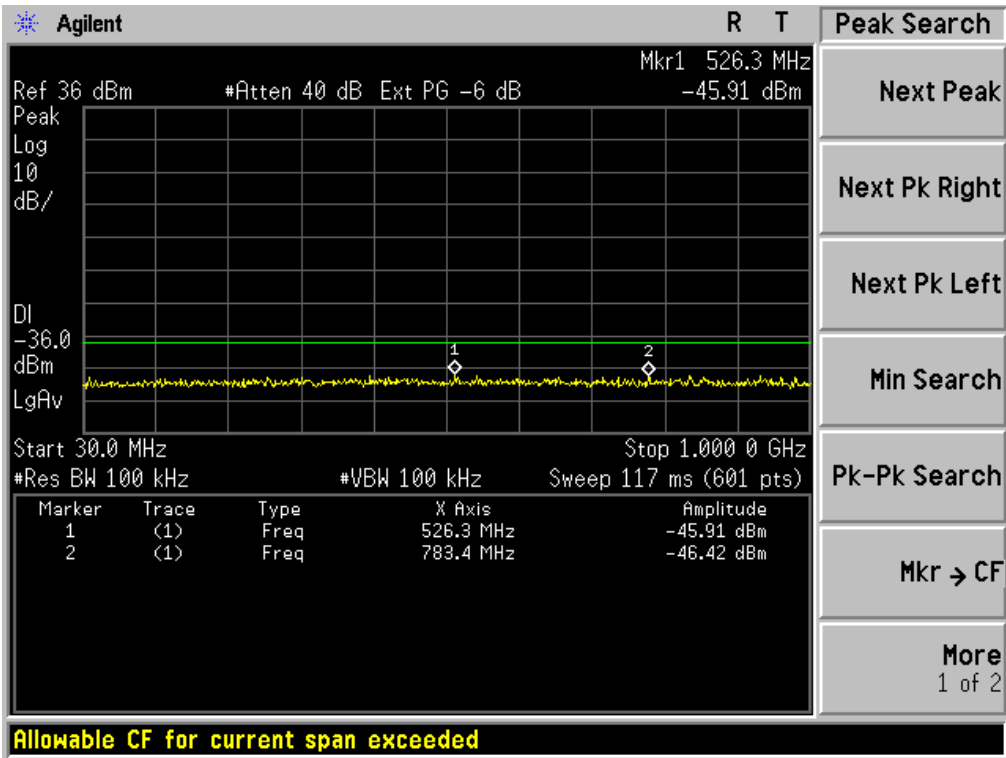 Agilent R T Peak Search
Mkr1 526.3 MHz
Ref 36 dBm #Atten 40 dB Ext PG -6 dB -45.91 dBm
Peak
Log
10
dB/
DI
-36.0
dBm
LgAv
1 2
Start 30.0 MHz Stop 1.000 0 GHz
#Res BW 100 kHz #VBW 100 kHz Sweep 117 ms (601 pts)
Marker Trace Type X Axis Amplitude
1 (1) Freq 526.3 MHz -45.91 dBm
2 (1) Freq 783.4 MHz -46.42 dBm
Allowable CF for current span exceeded
Next Peak
Next Pk Right
Next Pk Left
Min Search
Pk-Pk Search
Mkr → CF
More
1 of 2